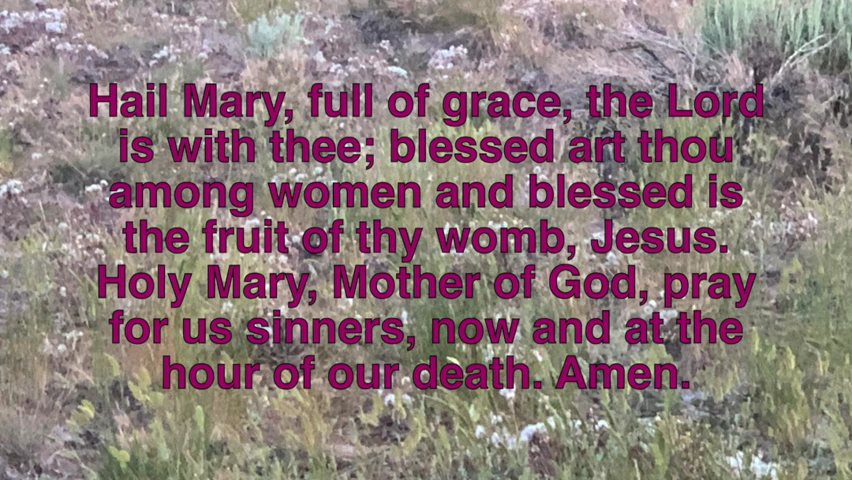 Hail Mary, full of grace, the Lord
is with thee; blessed art thou
among women and blessed is
the fruit of thy womb, Jesus.
Holy Mary, Mother of God, pray
for us sinners, now and at the
hour of our death. Amen.